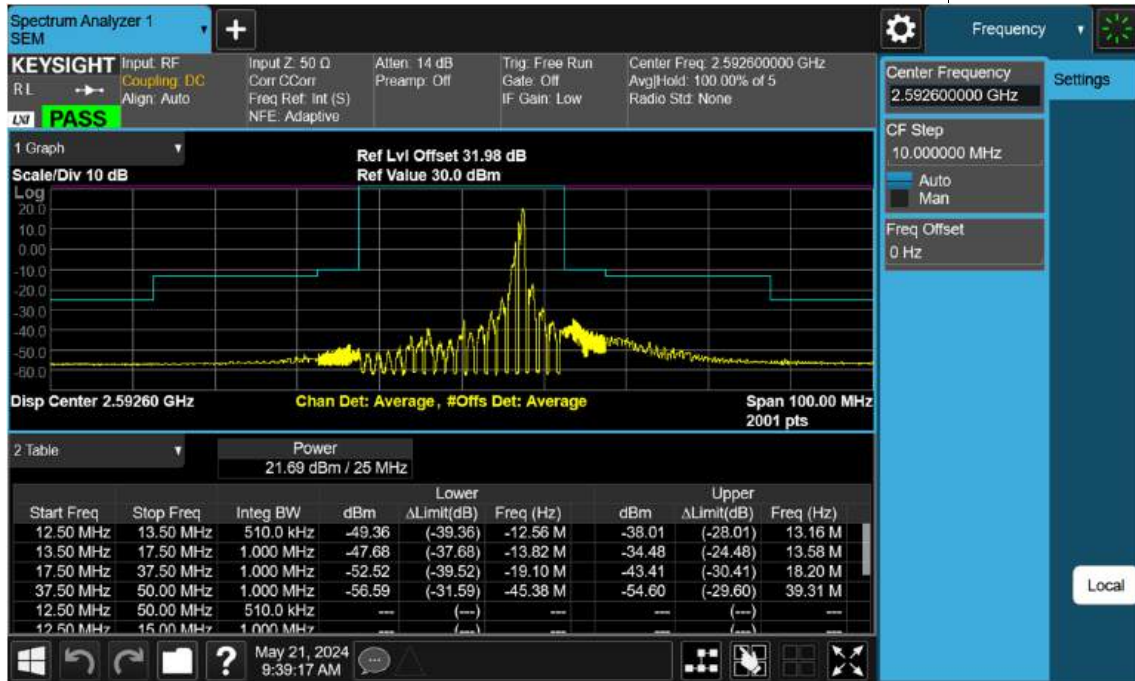 Spectrum Analyzer 1
SEM
Frequency
KEYSIGHT
R L
LXI PASS
Input: RF
Coupling: DC
Align: Auto
Input Z: 50 Ω
Corr CCorr
Freq Ref: Int (S)
NFE: Adaptive
Atten: 14 dB
Preamp: Off
Trig: Free Run
Gate: Off
IF Gain: Low
Center Freq: 2.592600000 GHz
Avg|Hold: 100.00% of 5
Radio Std: None
Center Frequency
2.592600000 GHz
Settings
CF Step
10.000000 MHz
Auto
Man
Freq Offset
0 Hz
1 Graph
Scale/Div 10 dB
Ref Lvl Offset 31.98 dB
Ref Value 30.0 dBm
Log
20.0
10.0
0.00
-10.0
-20.0
-30.0
-40.0
-50.0
-60.0
Disp Center 2.59260 GHz
Chan Det: Average, #Offs Det: Average
Span 100.00 MHz
2001 pts
2 Table
Power
21.69 dBm / 25 MHz
Lower Upper
Start Freq Stop Freq Integ BW dBm ΔLimit(dB) Freq (Hz) dBm ΔLimit(dB) Freq (Hz)
12.50 MHz 13.50 MHz 510.0 kHz -49.36 (-39.36) -12.56 M -38.01 (-28.01) 13.16 M
13.50 MHz 17.50 MHz 1.000 MHz -47.68 (-37.68) -13.82 M -34.48 (-24.48) 13.58 M
17.50 MHz 37.50 MHz 1.000 MHz -52.52 (-39.52) -19.10 M -43.41 (-30.41) 18.20 M
37.50 MHz 50.00 MHz 1.000 MHz -56.59 (-31.59) -45.38 M -54.60 (-29.60) 39.31 M
12.50 MHz 50.00 MHz 510.0 kHz --- (---) --- --- (---) ---
12.50 MHz 15.00 MHz 1.000 MHz --- (---) --- --- (---) ---
Local
?
May 21, 2024
9:39:17 AM